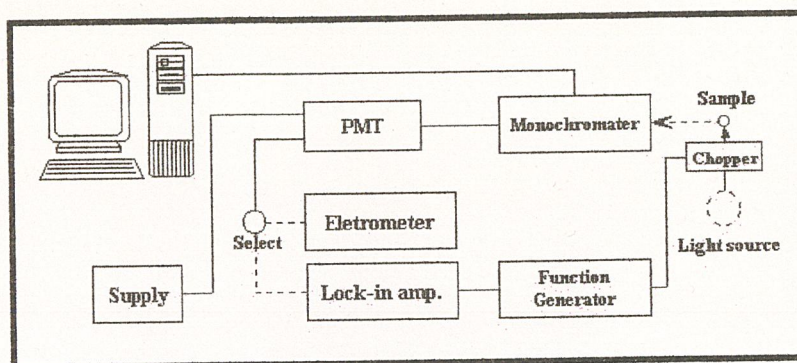 Sample
PMT
Monochromater
Chopper
Eletrometer
Select
Light source
Supply
Lock-in amp.
Function
Generator